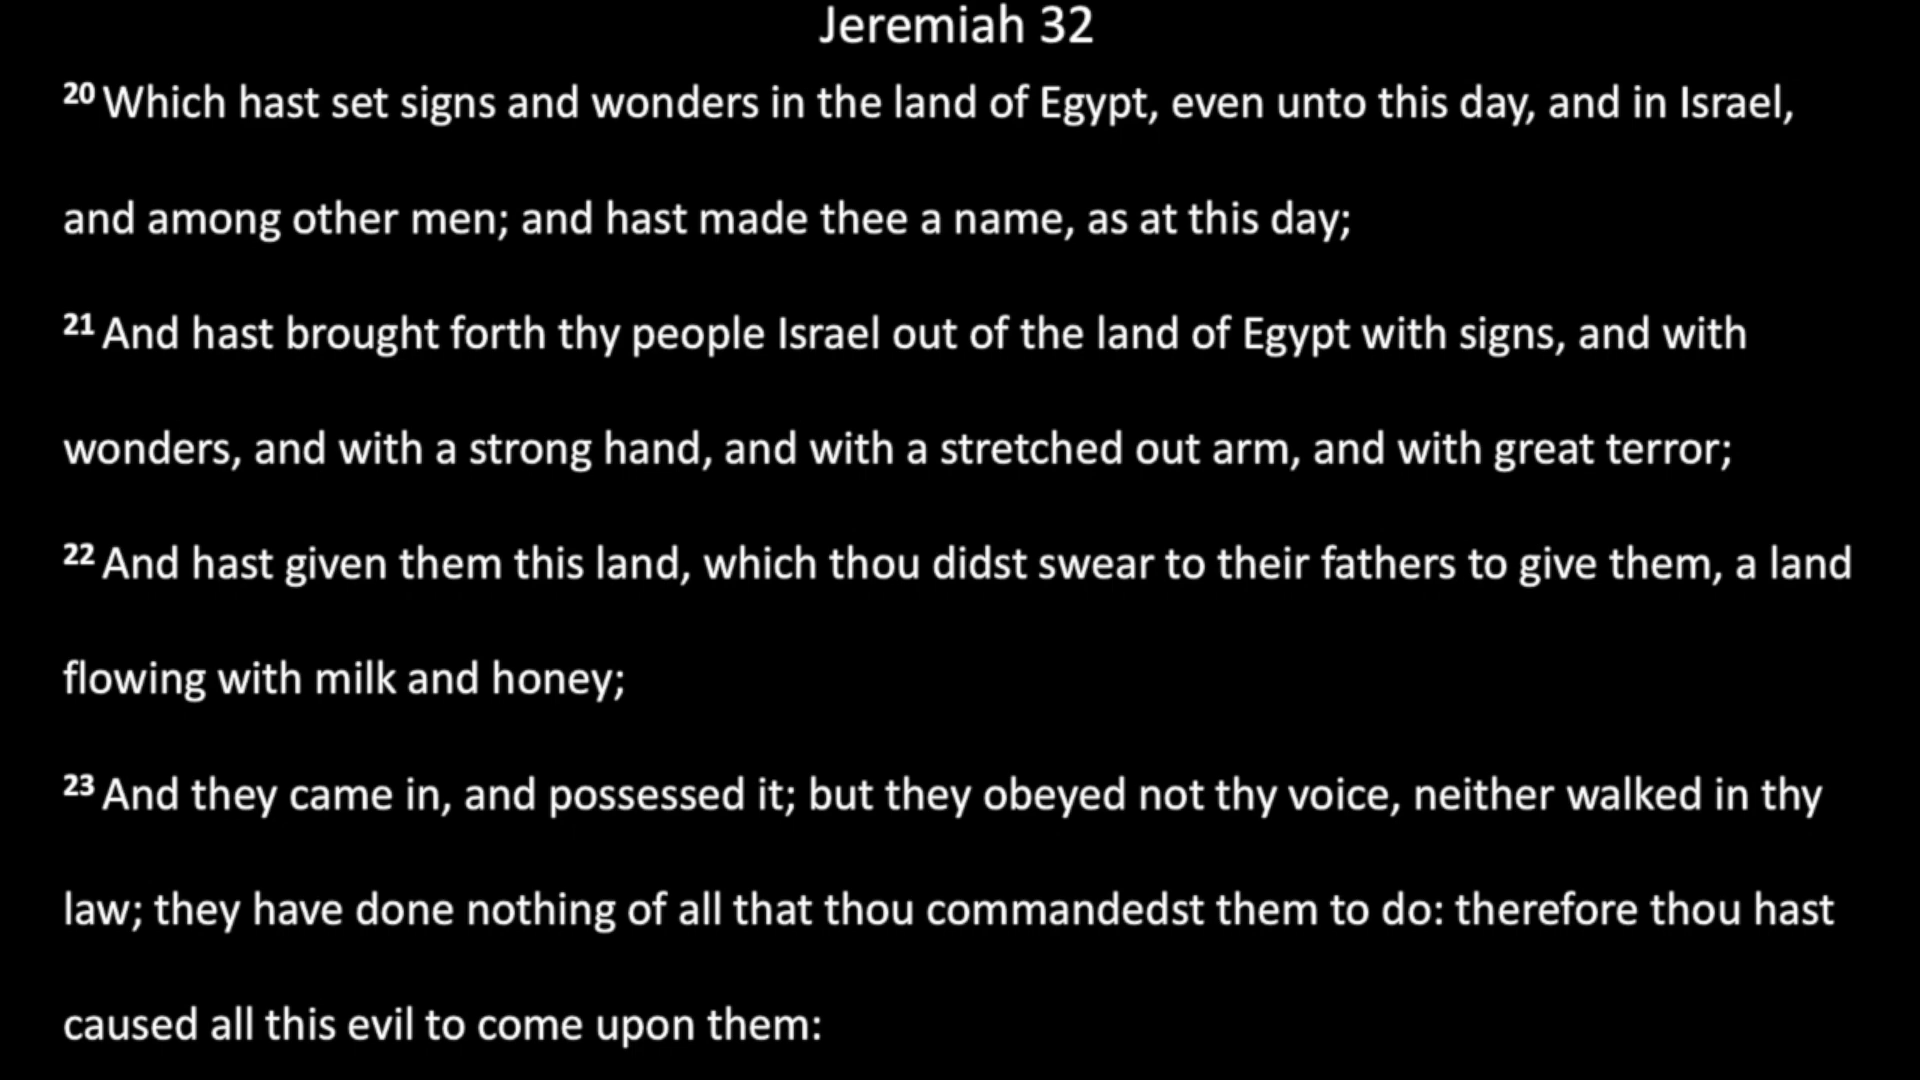 Jeremiah 32
20 Which hast set signs and wonders in the land of Egypt, even unto this day, and in Israel,
and among other men; and hast made thee a name, as at this day;
21 And hast brought forth thy people Israel out of the land of Egypt with signs, and with
wonders, and with a strong hand, and with a stretched out arm, and with great terror;
22 And hast given them this land, which thou didst swear to their fathers to give them, a land
flowing with milk and honey;
23 And they came in, and possessed it; but they obeyed not thy voice, neither walked in thy
law; they have done nothing of all that thou commandedst them to do: therefore thou hast
caused all this evil to come upon them: